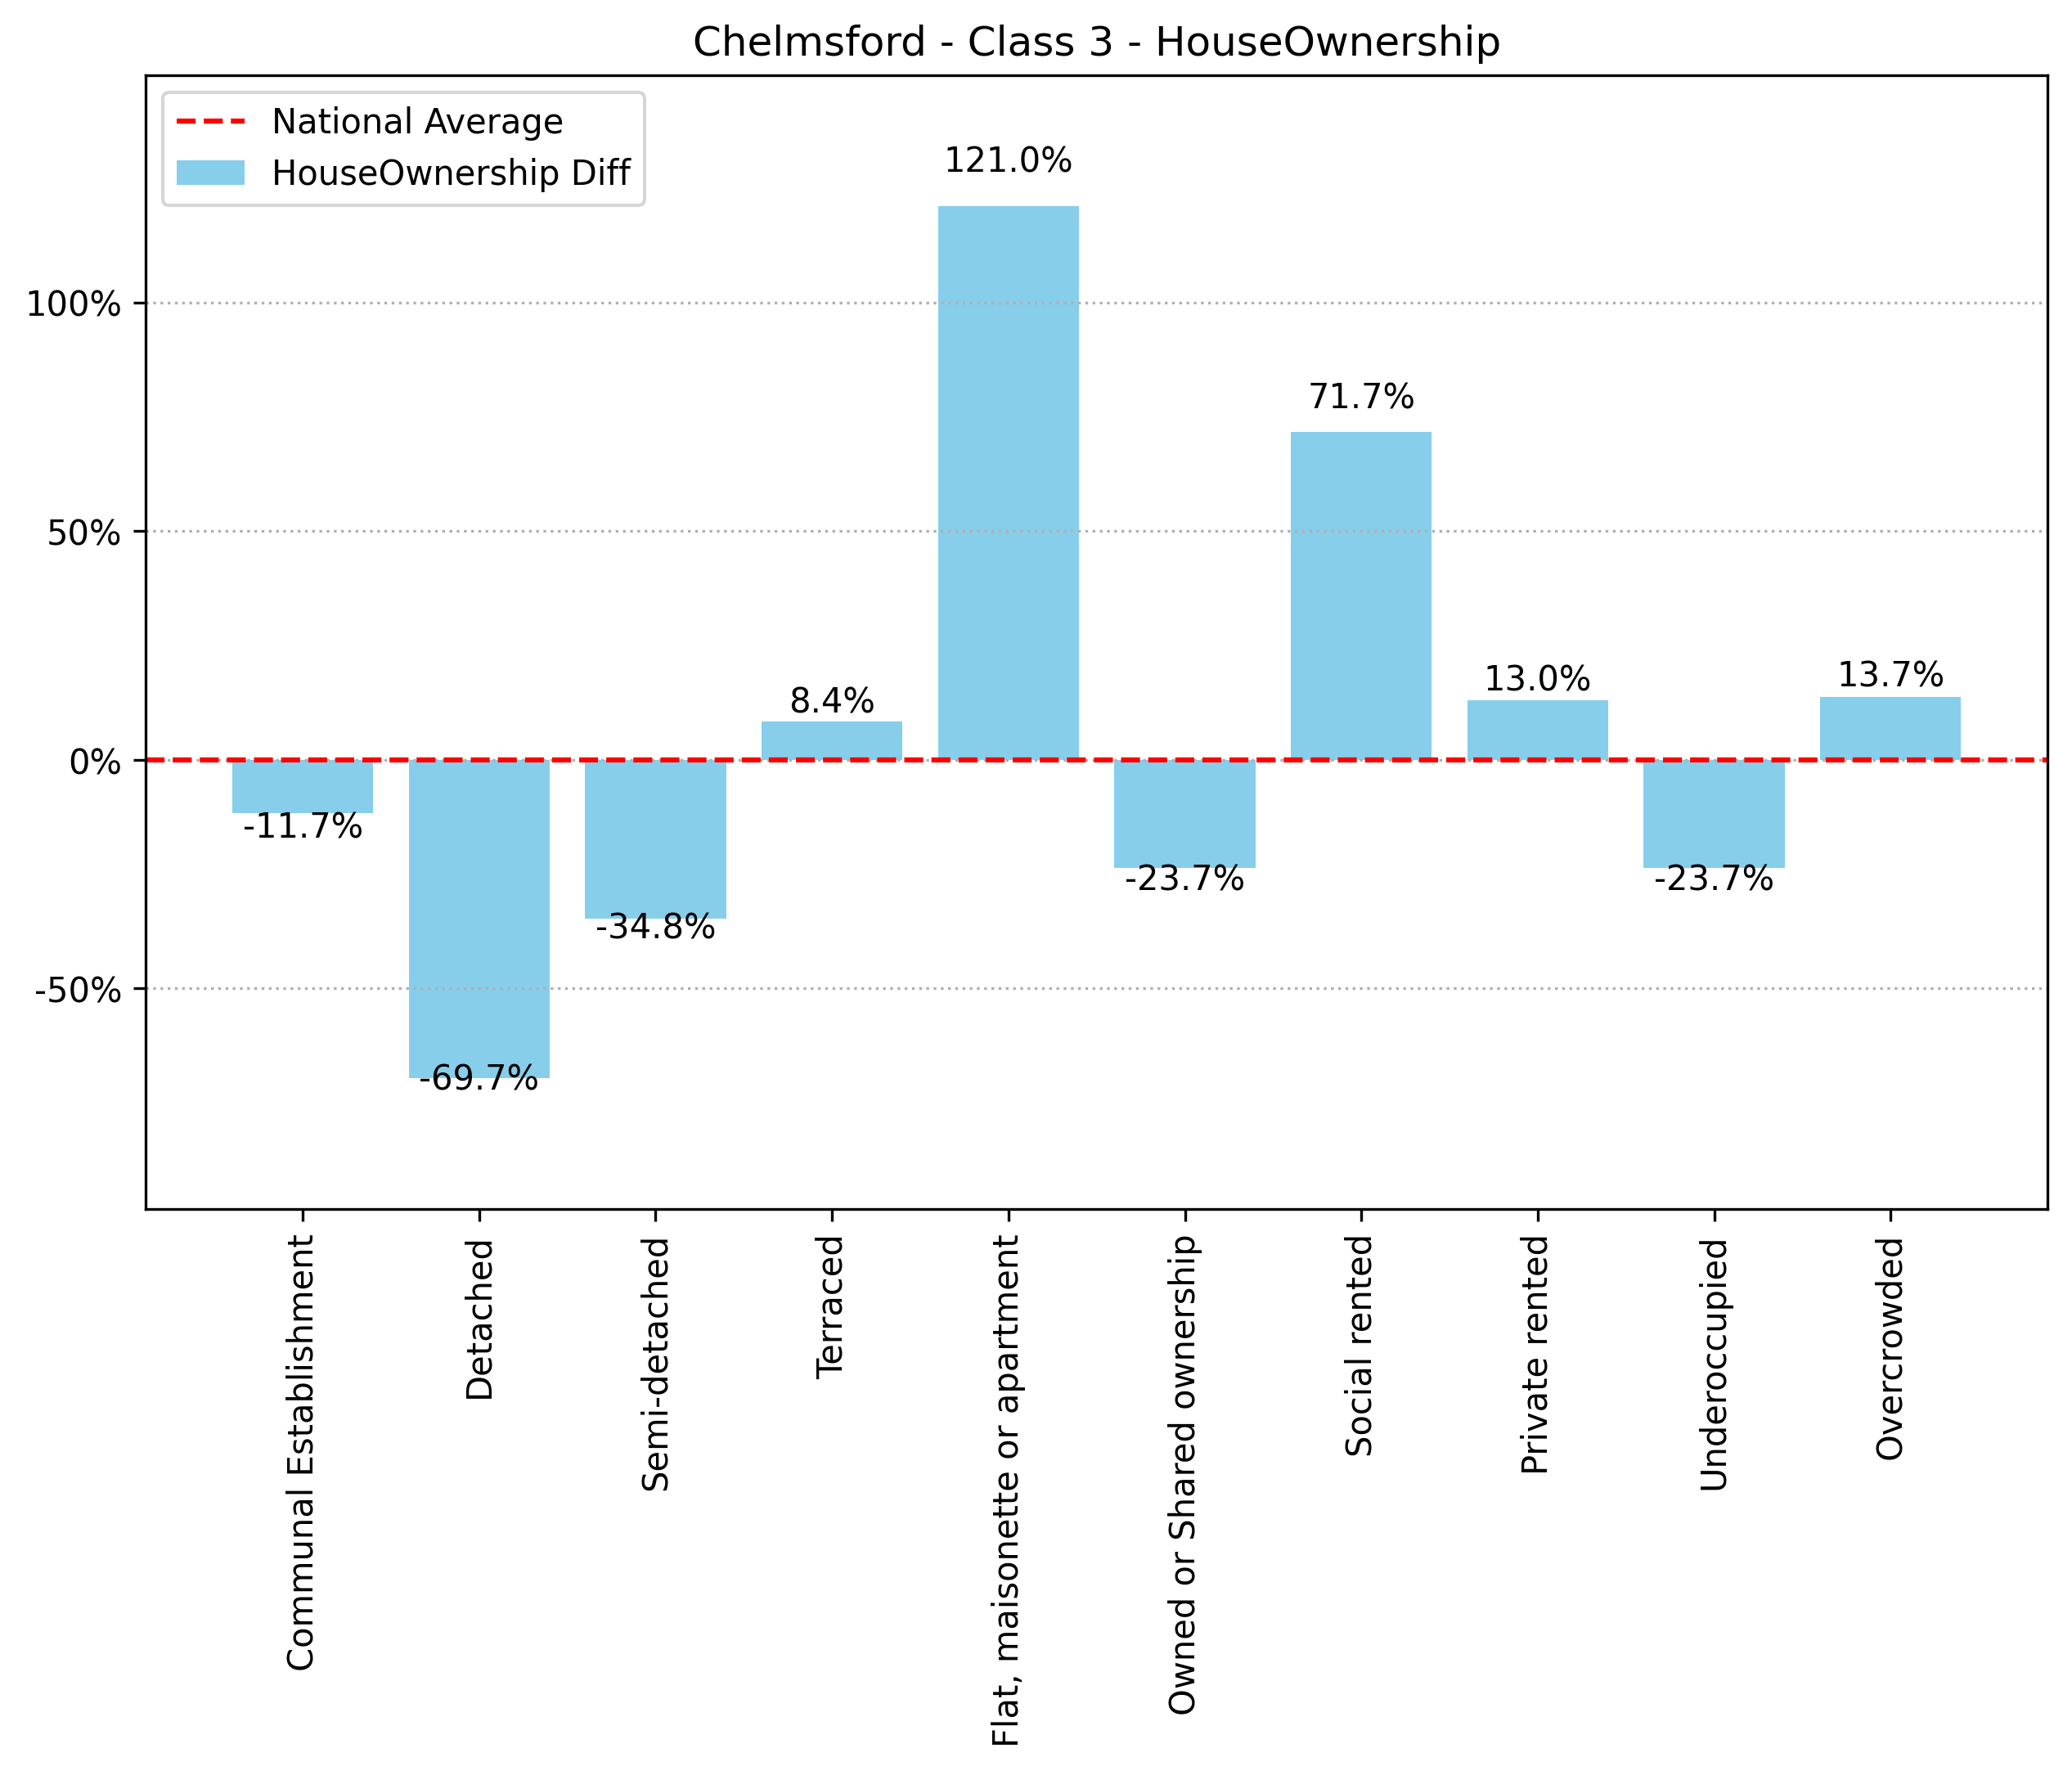 Chelmsford - Class 3 - HouseOwnership
National Average
HouseOwnership Diff
121.0%
100%
71.7%
50%
8.4%
13.0%
13.7%
0%
-11.7%
-34.8%
-23.7%
-23.7%
-50%
-69.7%
Communal Establishment
Detached
Semi-detached
Terraced
Flat, maisonette or apartment
Owned or Shared ownership
Social rented
Private rented
Underoccupied
Overcrowded